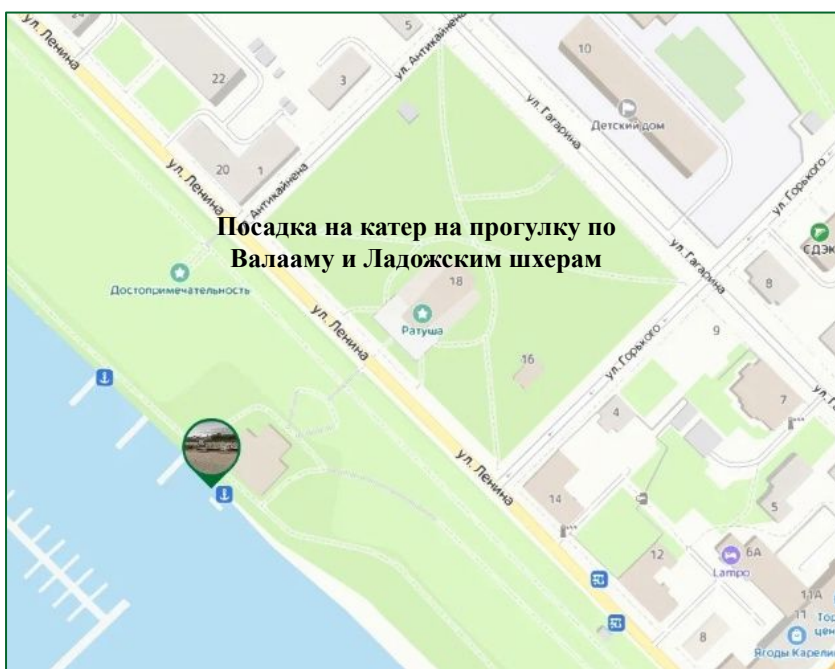 ул. Ленина
24
22
5
3
ул. Антикайнена
10
Детский дом
ул. Гагарина
ул. Горького
20
1
ул. Ленина
Антикайнена
Посадка на катер на прогулку по
Валааму и Ладожским шхерам
СДЭК
ул. Гагарина
8
Достопримечательность
18
Ратуша
ул. Ленина
9
16
ул. Горького
7
4
ул. Ленина
14
5
12
6А
Lampo
11А
11
8
Ягоды Карелии